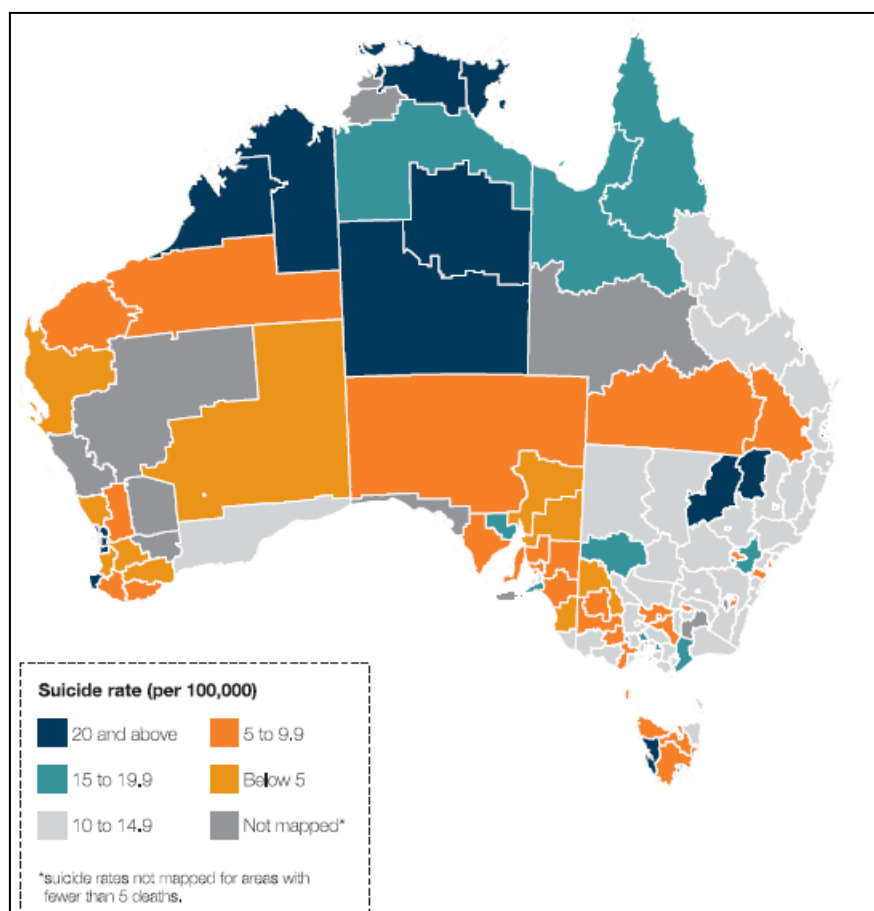 Suicide rate (per 100,000)
20 and above
5 to 9.9
15 to 19.9
Below 5
10 to 14.9
Not mapped*
*suicide rates not mapped for areas with
fewer than 5 deaths.